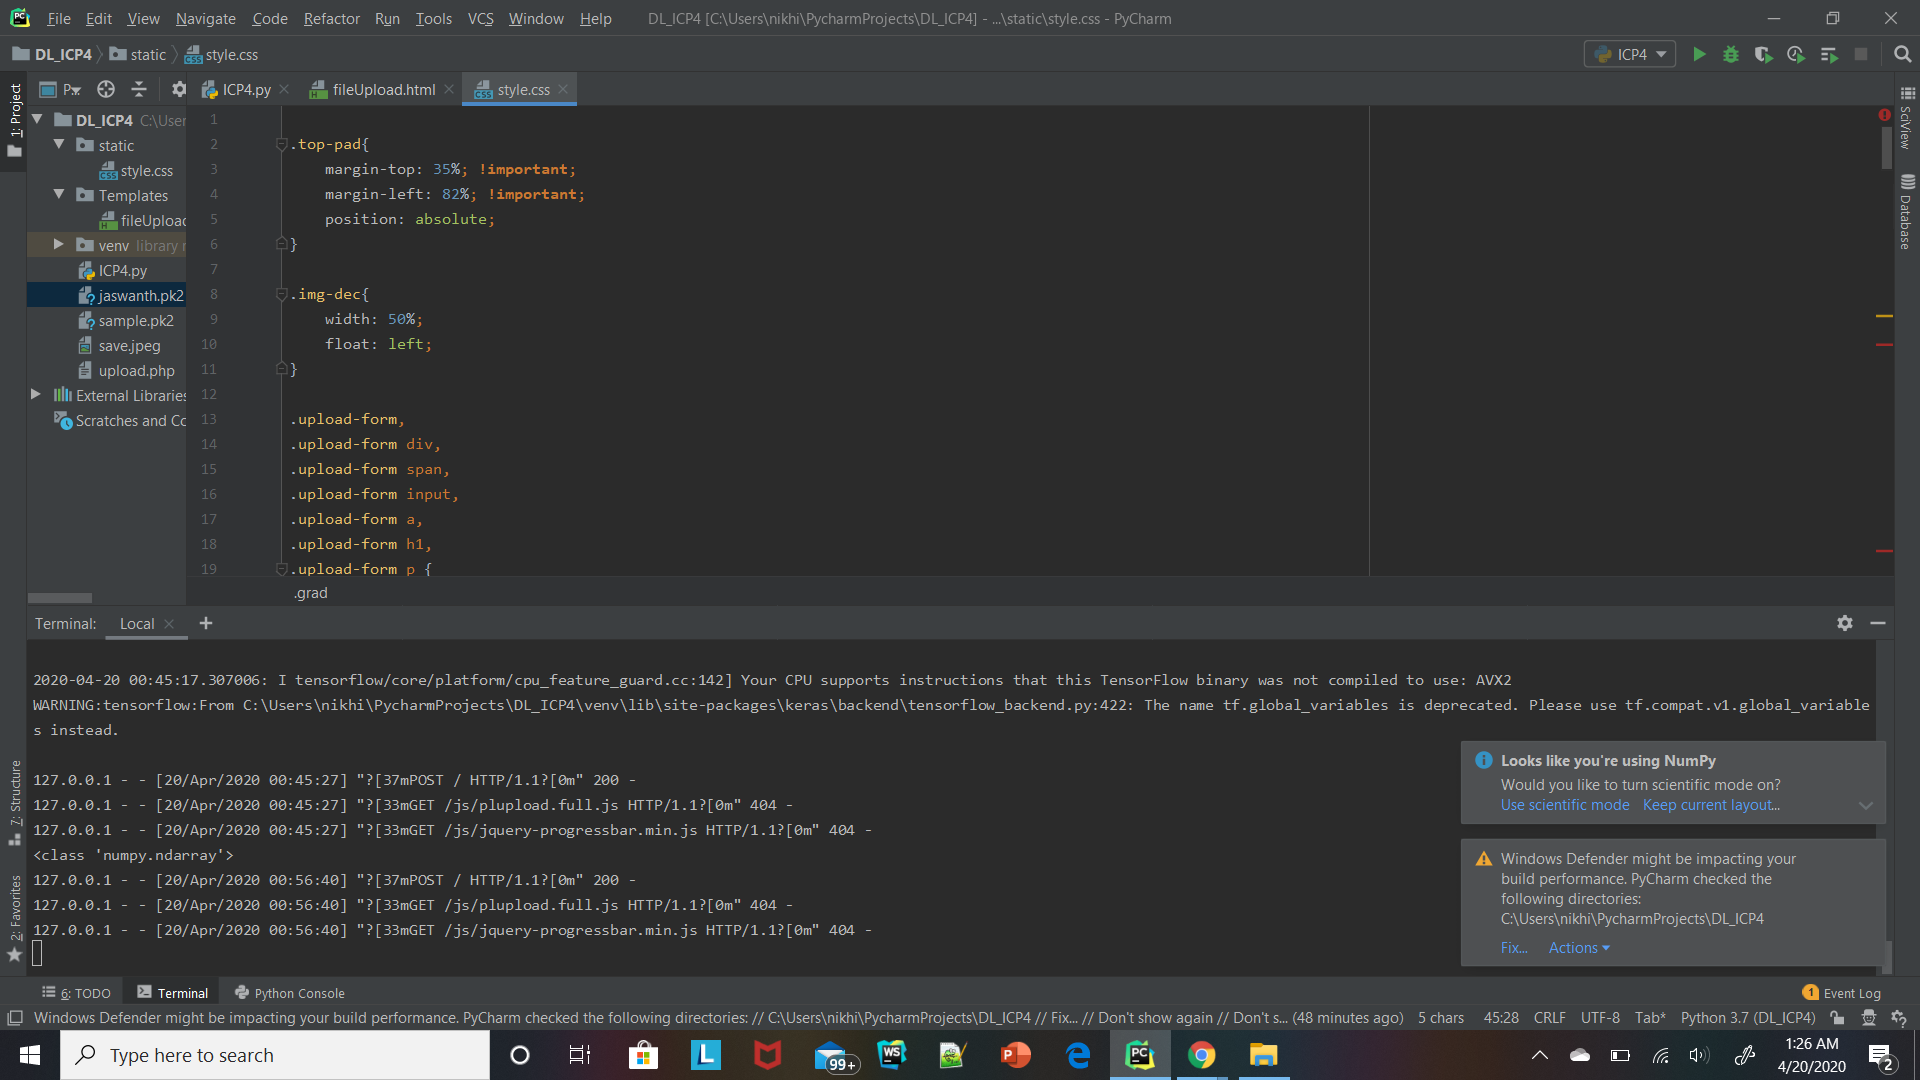 File Edit View Navigate Code Refactor Run Tools VCS Window Help DL_ICP4 [C:\Users\nikhi\PycharmProjects\DL_ICP4] - ...\static\style.css - PyCharm
DL_ICP4 static style.css ICP4
P ICP4.py fileUpload.html style.css
1: Project
DL_ICP4 C:\User
static
style.css
Templates
fileUpload
venv library r
ICP4.py
jaswanth.pk2
sample.pk2
save.jpeg
upload.php
External Libraries
Scratches and Co
1
2 .top-pad{
3 margin-top: 35%; !important;
4 margin-left: 82%; !important;
5 position: absolute;
6 }
7
8 .img-dec{
9 width: 50%;
10 float: left;
11 }
12
13 .upload-form,
14 .upload-form div,
15 .upload-form span,
16 .upload-form input,
17 .upload-form a,
18 .upload-form h1,
19 .upload-form p {
.grad
SciView
Database
Terminal: Local +
2020-04-20 00:45:17.307006: I tensorflow/core/platform/cpu_feature_guard.cc:142] Your CPU supports instructions that this TensorFlow binary was not compiled to use: AVX2
WARNING:tensorflow:From C:\Users\nikhi\PycharmProjects\DL_ICP4\venv\lib\site-packages\keras\backend\tensorflow_backend.py:422: The name tf.global_variables is deprecated. Please use tf.compat.v1.global_variable
s instead.
127.0.0.1 - - [20/Apr/2020 00:45:27] "?[37mPOST / HTTP/1.1?[0m" 200 -
127.0.0.1 - - [20/Apr/2020 00:45:27] "?[33mGET /js/plupload.full.js HTTP/1.1?[0m" 404 -
127.0.0.1 - - [20/Apr/2020 00:45:27] "?[33mGET /js/jquery-progressbar.min.js HTTP/1.1?[0m" 404 -
<class 'numpy.ndarray'>
127.0.0.1 - - [20/Apr/2020 00:56:40] "?[37mPOST / HTTP/1.1?[0m" 200 -
127.0.0.1 - - [20/Apr/2020 00:56:40] "?[33mGET /js/plupload.full.js HTTP/1.1?[0m" 404 -
127.0.0.1 - - [20/Apr/2020 00:56:40] "?[33mGET /js/jquery-progressbar.min.js HTTP/1.1?[0m" 404 -
7: Structure
2: Favorites
Looks like you're using NumPy
Would you like to turn scientific mode on?
Use scientific mode Keep current layout...
Windows Defender might be impacting your
build performance. PyCharm checked the
following directories:
C:\Users\nikhi\PycharmProjects\DL_ICP4
Fix... Actions
6: TODO Terminal Python Console 1 Event Log
Windows Defender might be impacting your build performance. PyCharm checked the following directories: // C:\Users\nikhi\PycharmProjects\DL_ICP4 // Fix... // Don't show again // Don't s... (48 minutes ago) 5 chars 45:28 CRLF UTF-8 Tab* Python 3.7 (DL_ICP4)
Type here to search 99+ 1:26 AM
4/20/2020 2